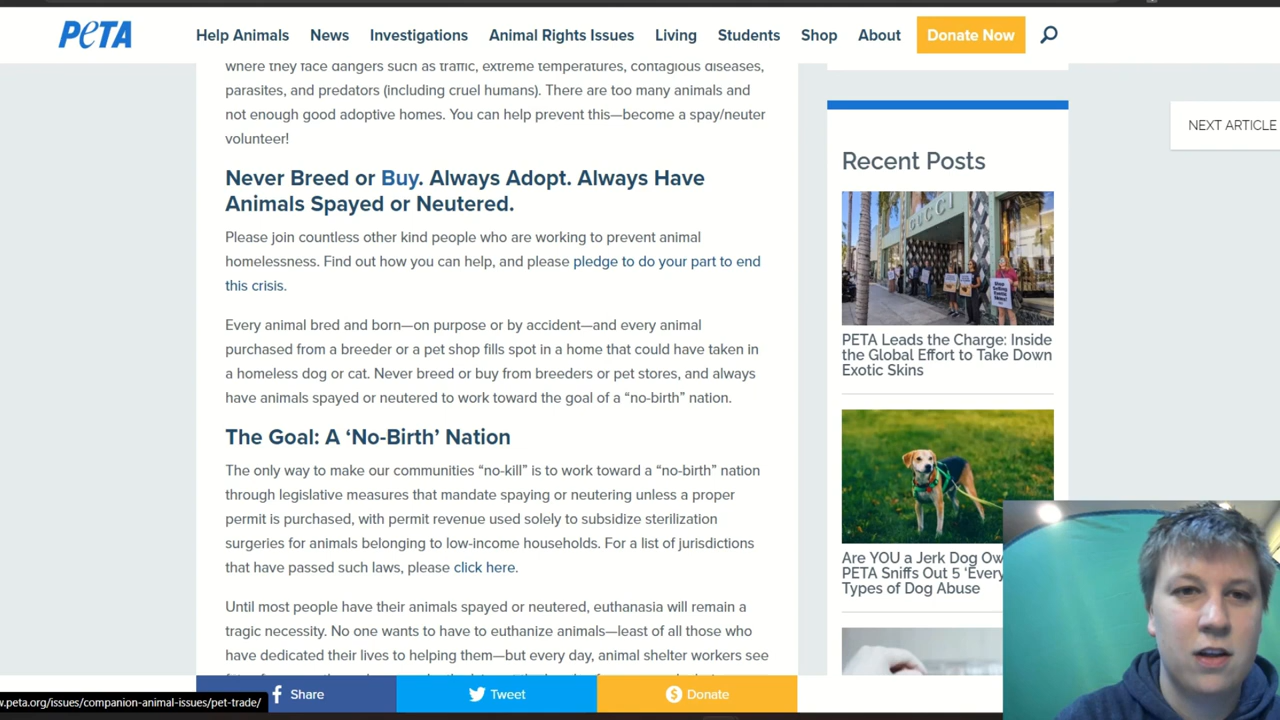 PETA
Help Animals
News
Investigations
Animal Rights Issues
Living
Students
Shop
About
Donate Now
where they face dangers such as traffic, extreme temperatures, contagious diseases,
parasites, and predators (including cruel humans). There are too many animals and
not enough good adoptive homes. You can help prevent this—become a spay/neuter
volunteer!
Never Breed or Buy. Always Adopt. Always Have
Animals Spayed or Neutered.
Please join countless other kind people who are working to prevent animal
homelessness. Find out how you can help, and please pledge to do your part to end
this crisis.
Every animal bred and born—on purpose or by accident—and every animal
purchased from a breeder or a pet shop fills spot in a home that could have taken in
a homeless dog or cat. Never breed or buy from breeders or pet stores, and always
have animals spayed or neutered to work toward the goal of a “no-birth” nation.
The Goal: A ‘No-Birth’ Nation
The only way to make our communities “no-kill” is to work toward a “no-birth” nation
through legislative measures that mandate spaying or neutering unless a proper
permit is purchased, with permit revenue used solely to subsidize sterilization
surgeries for animals belonging to low-income households. For a list of jurisdictions
that have passed such laws, please click here.
Until most people have their animals spayed or neutered, euthanasia will remain a
tragic necessity. No one wants to have to euthanize animals—least of all those who
have dedicated their lives to helping them—but every day, animal shelter workers see
Share
Tweet
Donate
w.peta.org/issues/companion-animal-issues/pet-trade/
NEXT ARTICLE
Recent Posts
GUCCI
PETA Leads the Charge: Inside
the Global Effort to Take Down
Exotic Skins
Are YOU a Jerk Dog Ow
PETA Sniffs Out 5 ‘Every
Types of Dog Abuse